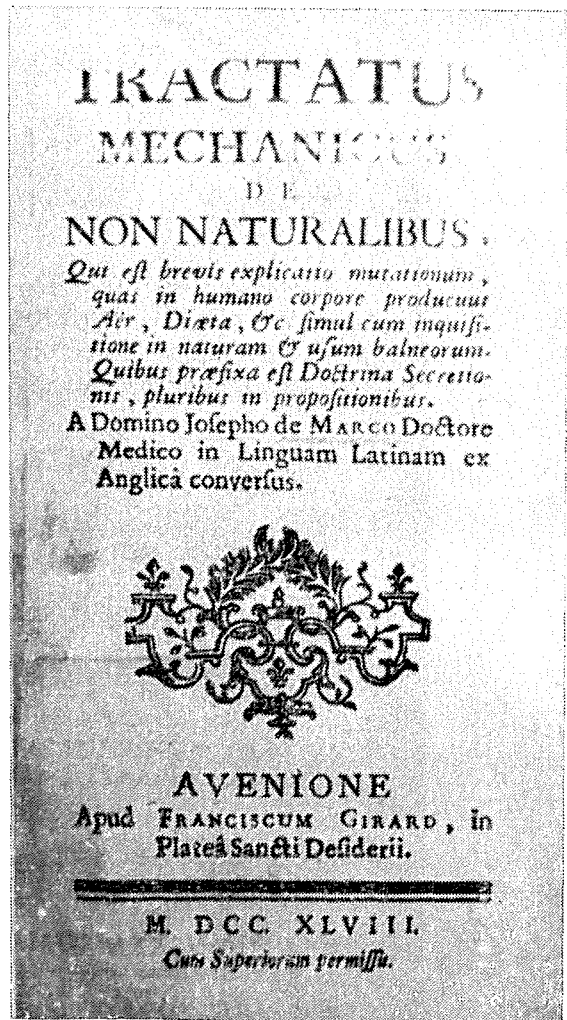 TRACTATUS
MECHANICUS
DE
NON NATURALIBUS.
Qui eſt brevis explicatio mutationum,
quas in humano corpore producunt
Aër, Diæta, &c ſimul cum inquiſi-
tione in naturam & uſum balneorum.
Quibus præfixa eſt Doctrina Secretio-
nis, pluribus in propoſitionibus.
A Domino Joſepho de MARCO Doctore
Medico in Linguam Latinam ex
Anglicâ converſus.
AVENIONE
Apud FRANCISCUM GIRARD, in
Plateâ Sancti Deſiderii.
M. DCC. XLVIII.
Cum Superiorum permiſſu.